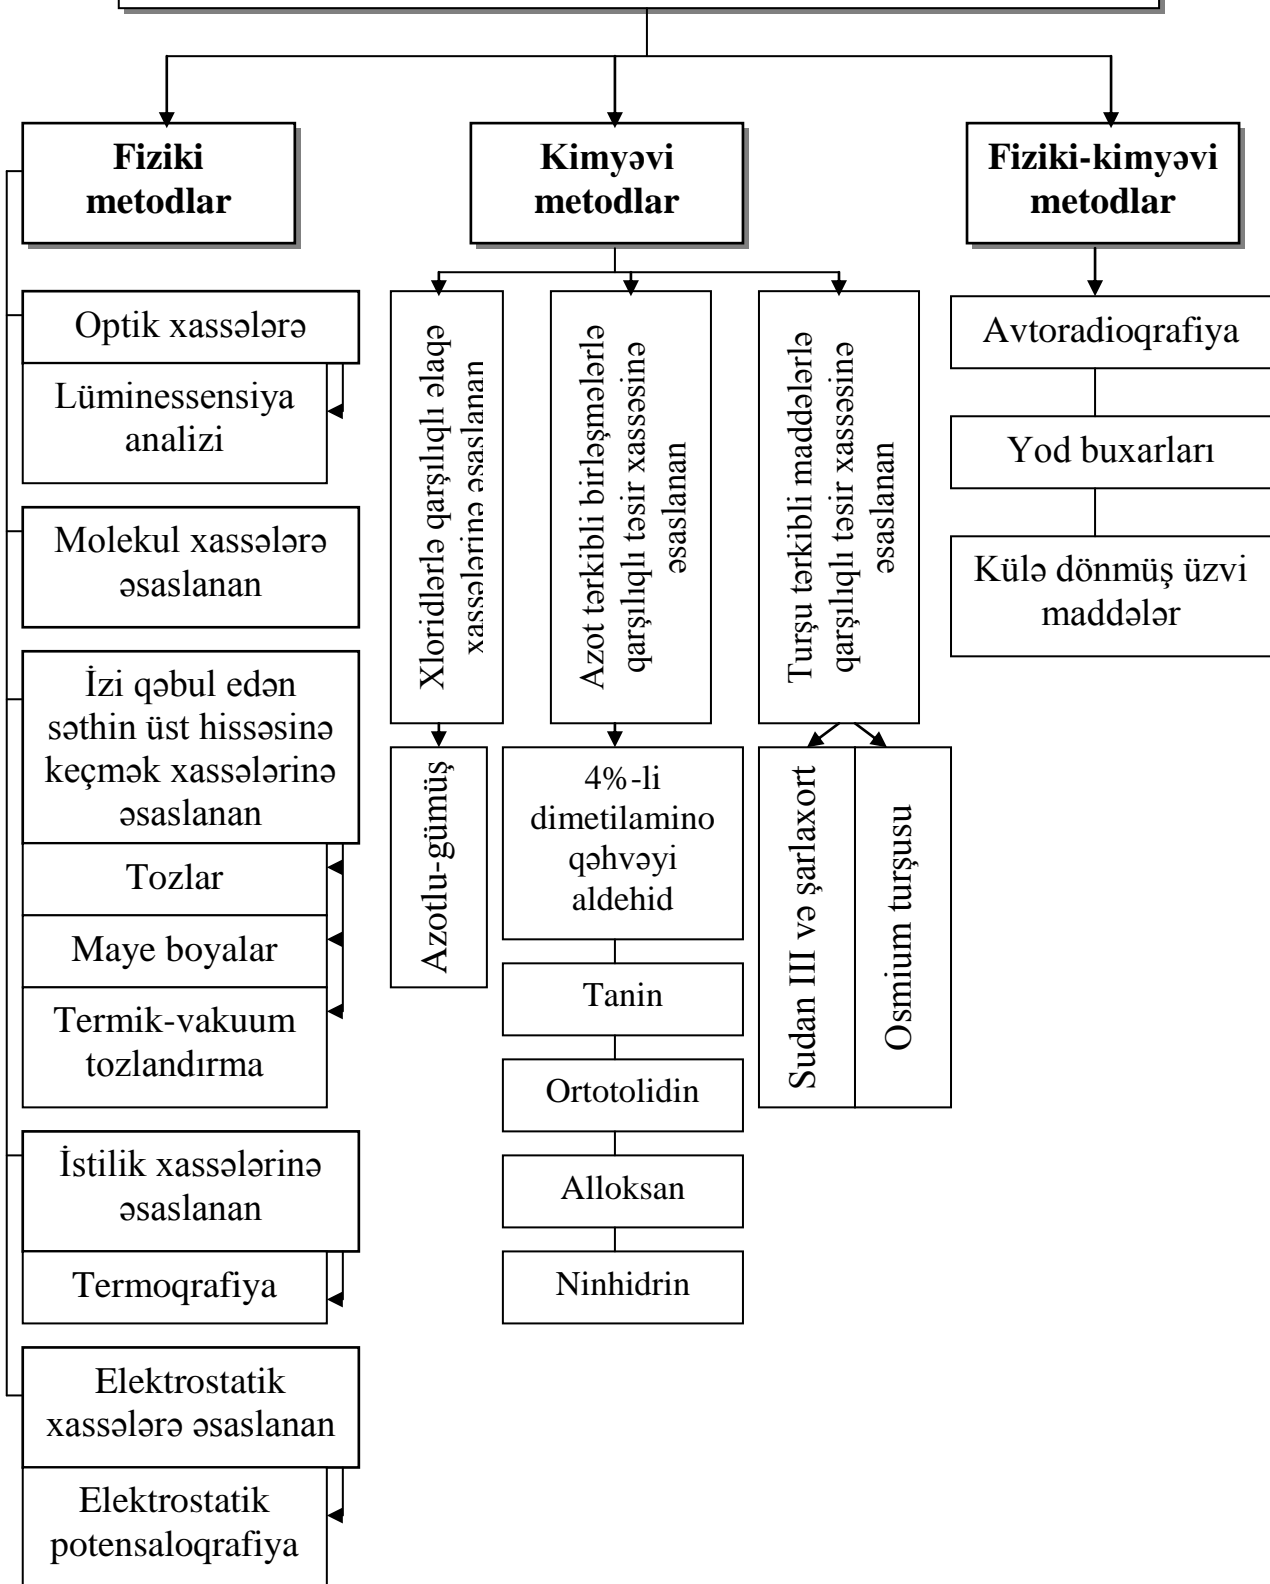 Fiziki
metodlar
Kimyəvi
metodlar
Fiziki-kimyəvi
metodlar
Optik xassələrə
Lüminessensiya
analizi
Molekul xassələrə
əsaslanan
İzi qəbul edən
səthin üst hissəsinə
keçmək xassələrinə
əsaslanan
Tozlar
Maye boyalar
Termik-vakuum
tozlandırma
İstilik xassələrinə
əsaslanan
Termoqrafiya
Elektrostatik
xassələrə əsaslanan
Elektrostatik
potensaloqrafiya
Xloridlərlə qarşılıqlı əlaqə
xassələrinə əsaslanan
Azotlu-gümüş
Azot tərkibli birləşmələrlə
qarşılıqlı təsir xassəsinə
əsaslanan
4%-li
dimetilamino
qəhvəyi
aldehid
Tanin
Ortotolidin
Alloksan
Ninhidrin
Turşu tərkibli maddələrlə
qarşılıqlı təsir xassəsinə
əsaslanan
Sudan III və şarlaxort
Osmium turşusu
Avtoradioqrafiya
Yod buxarları
Külə dönmüş üzvi
maddələr